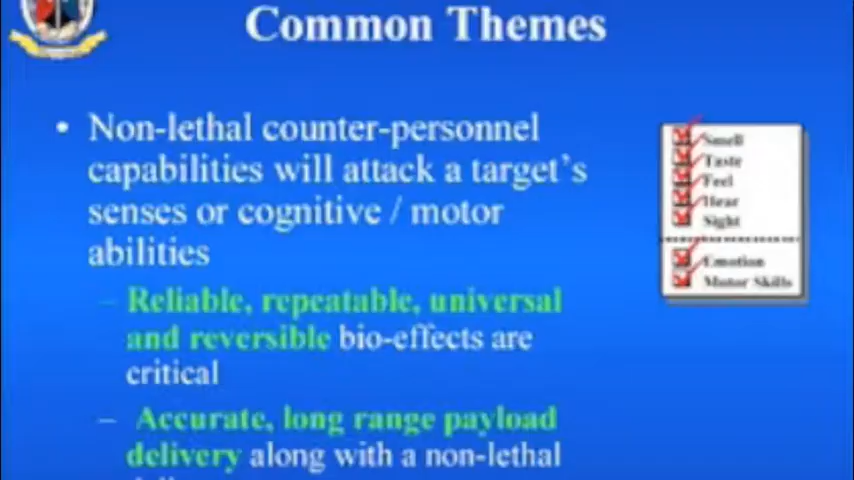 Common Themes
• Non-lethal counter-personnel
capabilities will attack a target's
senses or cognitive / motor
abilities
– Reliable, repeatable, universal
and reversible bio-effects are
critical
– Accurate, long range payload
delivery along with a non-lethal
Smell
Taste
Feel
Hear
Sight
Emotion
Motor Skills